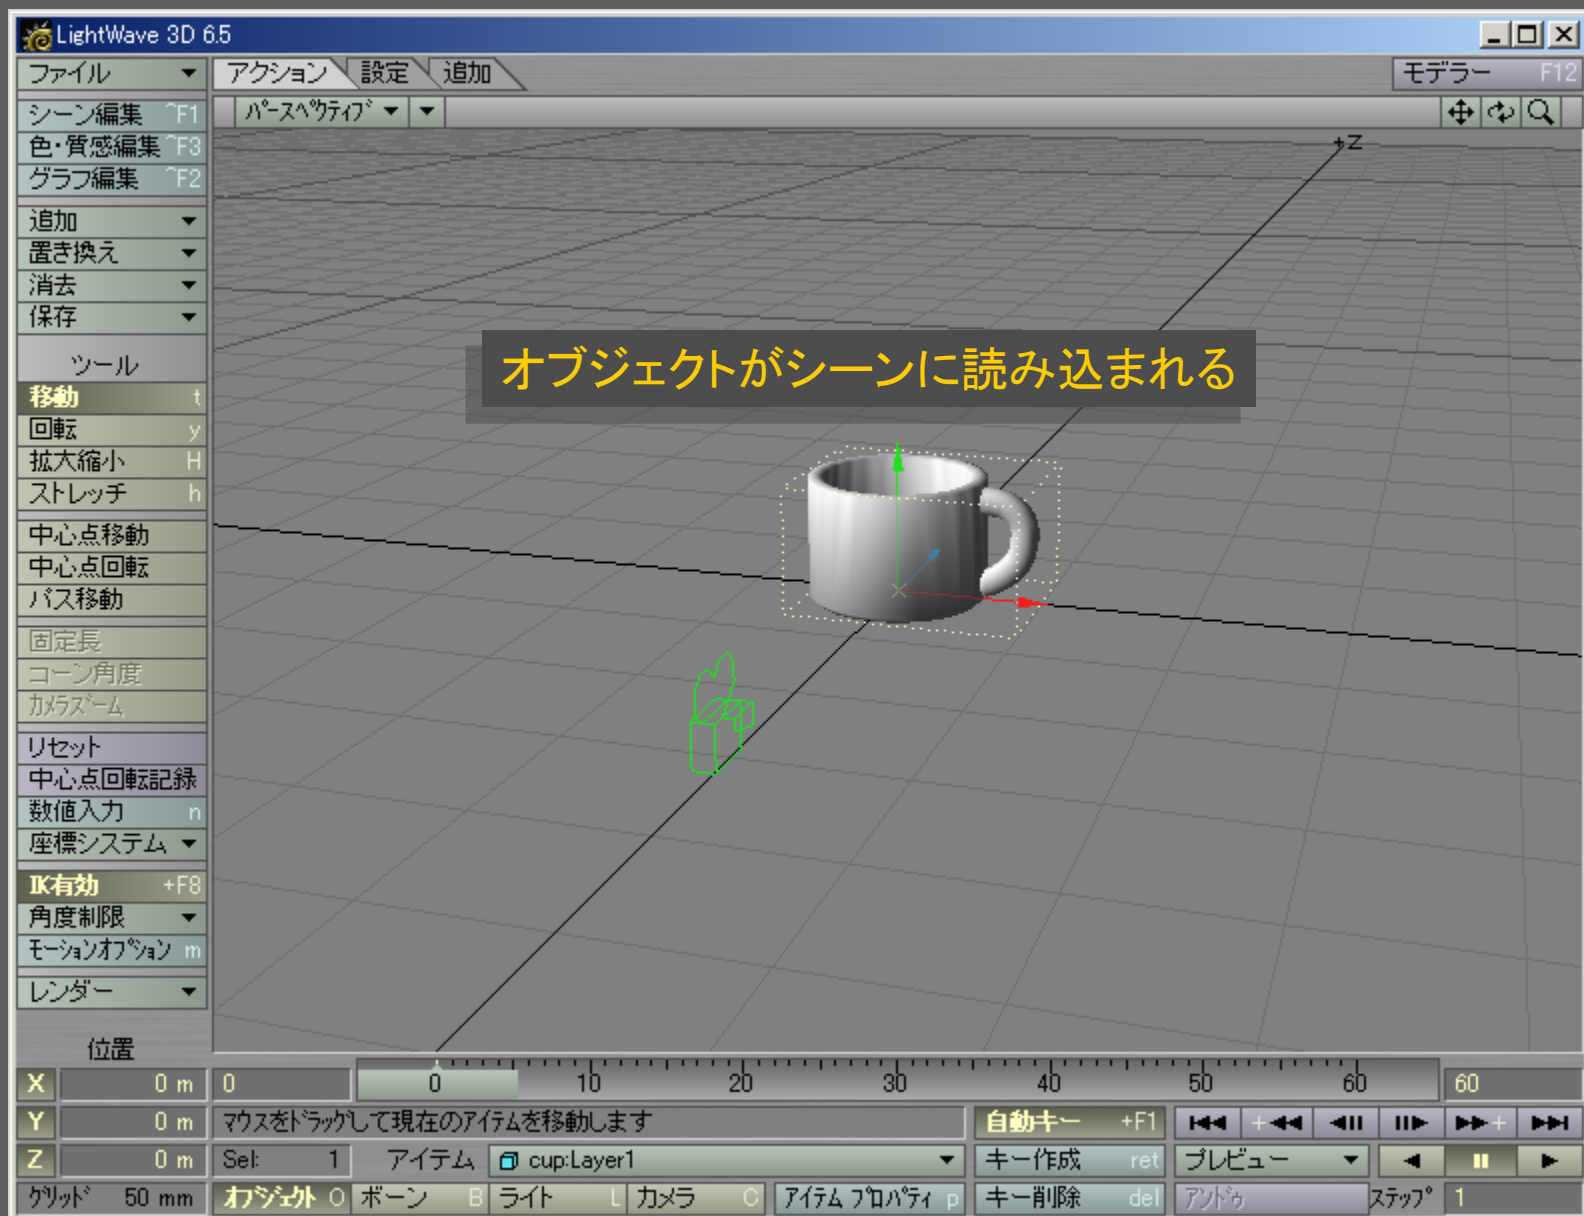 LightWave 3D 6.5
ファイル
アクション 設定 追加
モデラー F12
シーン編集 ^F1
パースペクティブ
色・質感編集 ^F3
グラフ編集 ^F2
+Z
追加
置き換え
消去
保存
ツール
オブジェクトがシーンに読み込まれる
移動 t
回転 y
拡大縮小 H
ストレッチ h
中心点移動
中心点回転
パス移動
固定長
コーン角度
カメラズーム
リセット
中心点回転記録
数値入力 n
座標システム
IK有効 +F8
角度制限
モーションオプション m
レンダー
位置
X 0 m 0 0 10 20 30 40 50 60 60
Y 0 m マウスをドラッグして現在のアイテムを移動します 自動キー +F1
Z 0 m Sel: 1 アイテム cup:Layer1 キー作成 ret プレビュー
グリッド 50 mm オブジェクト O ボーン B ライト L カメラ C アイテム プロパティ p キー削除 del アンドゥ ステップ 1